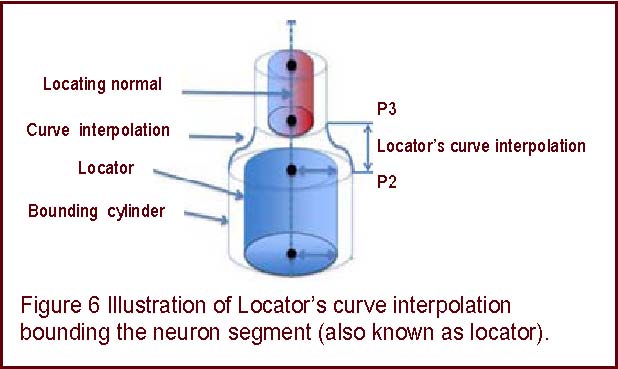 Locating normal
P3
Curve interpolation
Locator's curve interpolation
Locator
P2
Bounding cylinder
Figure 6 Illustration of Locator's curve interpolation
bounding the neuron segment (also known as locator).